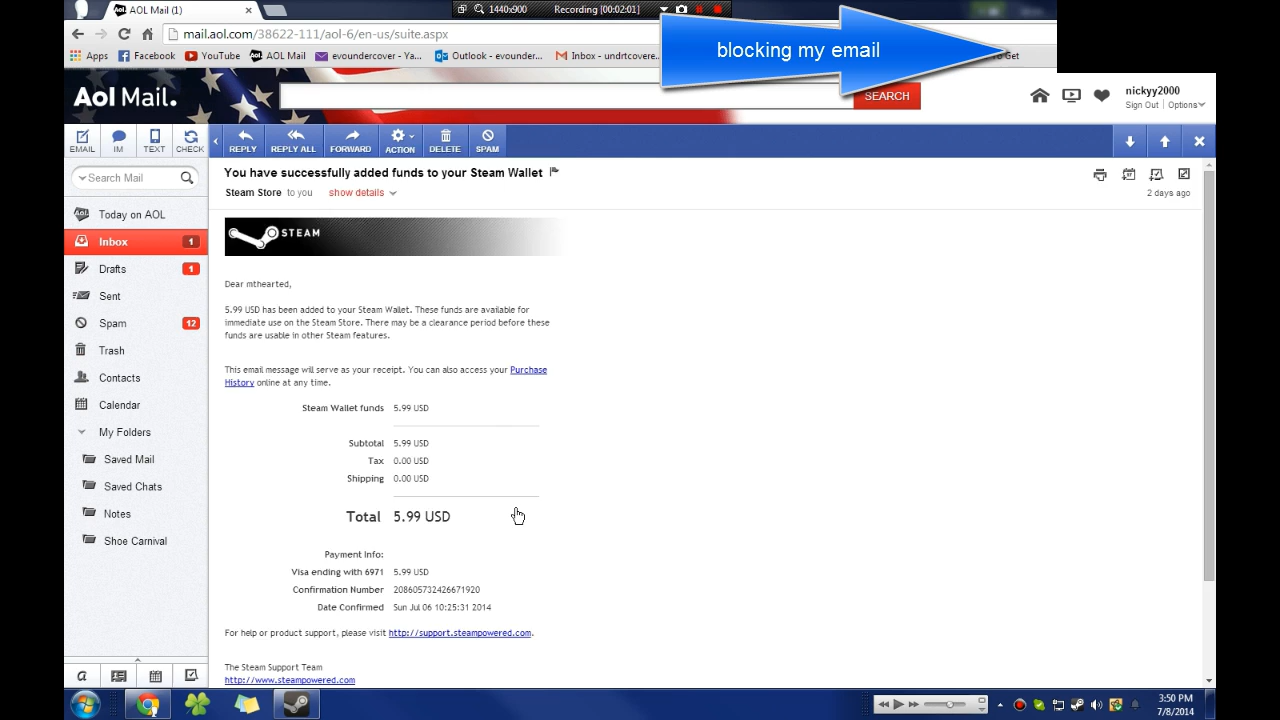 AOL Mail (1)
1440x900
Recording [00:02:01]
mail.aol.com/38622-111/aol-6/en-us/suite.aspx
blocking my email
Apps
Facebook
YouTube
AOL Mail
evoundercover - Ya...
Outlook - evounder...
Inbox - undrtcovere...
Get
Aol Mail.
SEARCH
nickyy2000
Sign Out
Options
EMAIL
IM
TEXT
CHECK
REPLY
REPLY ALL
FORWARD
ACTION
DELETE
SPAM
Search Mail
Today on AOL
Inbox 1
Drafts 1
Sent
Spam 12
Trash
Contacts
Calendar
My Folders
Saved Mail
Saved Chats
Notes
Shoe Carnival
You have successfully added funds to your Steam Wallet
Steam Store to you show details
2 days ago
STEAM
Dear mthearted,
5.99 USD has been added to your Steam Wallet. These funds are available for
immediate use on the Steam Store. There may be a clearance period before these
funds are usable in other Steam features.
This email message will serve as your receipt. You can also access your Purchase
History online at any time.
Steam Wallet funds 5.99 USD
Subtotal 5.99 USD
Tax 0.00 USD
Shipping 0.00 USD
Total 5.99 USD
Payment Info:
Visa ending with 6971 5.99 USD
Confirmation Number 208605732426671920
Date Confirmed Sun Jul 06 10:25:31 2014
For help or product support, please visit http://support.steampowered.com.
The Steam Support Team
http://www.steampowered.com
3:50 PM
7/8/2014